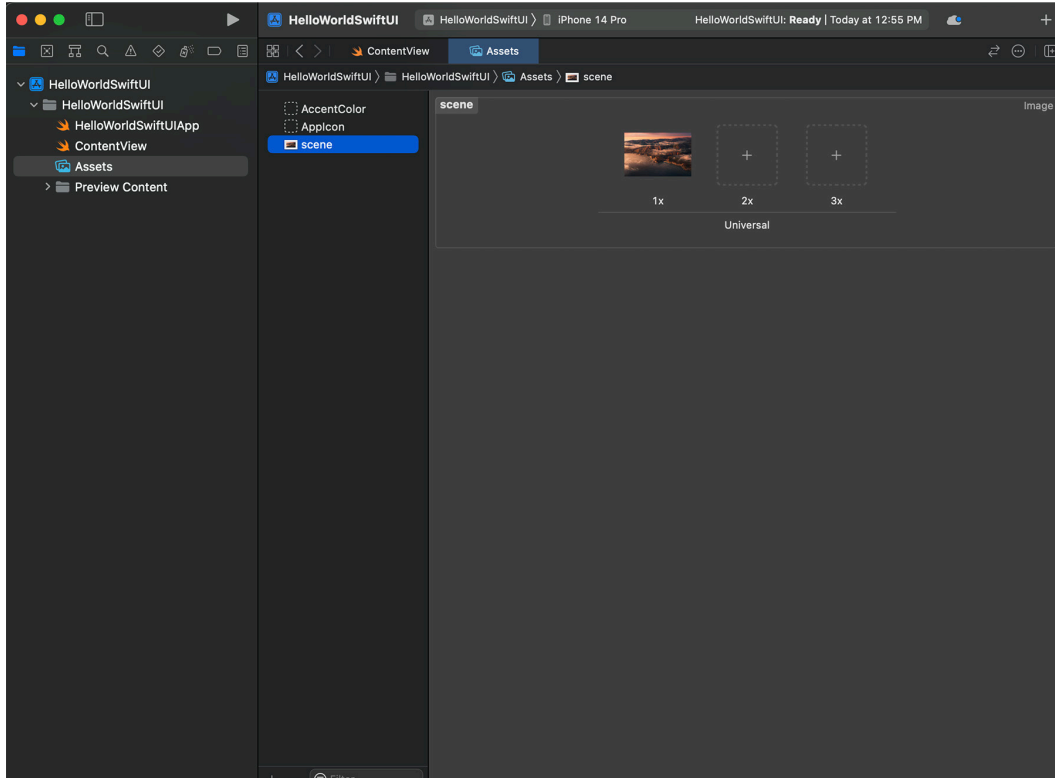 HelloWorldSwiftUI
HelloWorldSwiftUI 〉 iPhone 14 Pro
HelloWorldSwiftUI: Ready | Today at 12:55 PM
ContentView
Assets
HelloWorldSwiftUI 〉 HelloWorldSwiftUI 〉 Assets 〉 scene
HelloWorldSwiftUI
HelloWorldSwiftUI
HelloWorldSwiftUIApp
ContentView
Assets
Preview Content
AccentColor
AppIcon
scene
scene
Image
1x 2x 3x
Universal
Filter